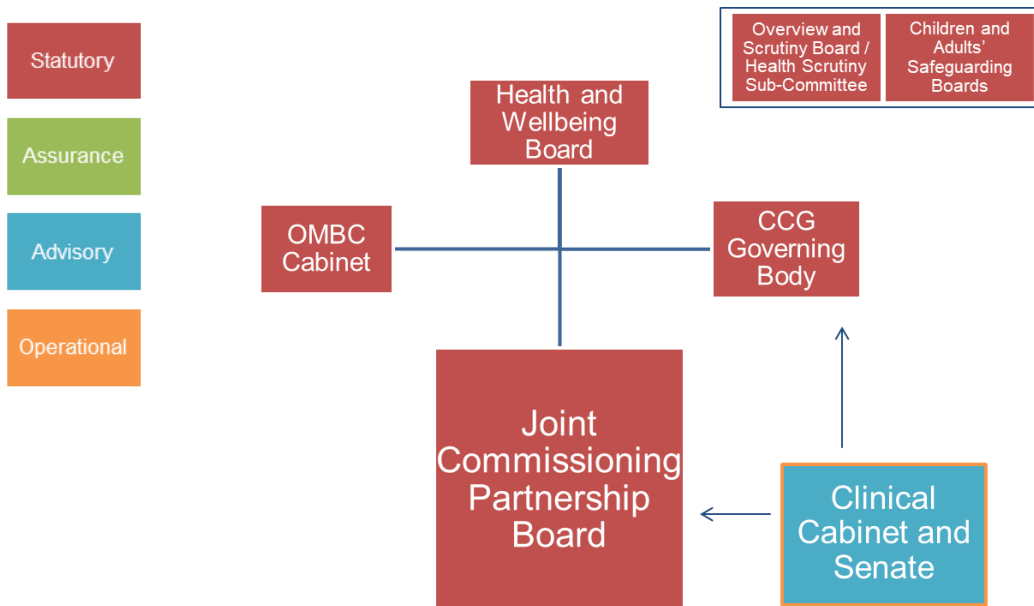 Statutory
Assurance
Advisory
Operational
Overview and
Scrutiny Board /
Health Scrutiny
Sub-Committee
Children and
Adults'
Safeguarding
Boards
Health and
Wellbeing
Board
OMBC
Cabinet
CCG
Governing
Body
Joint
Commissioning
Partnership
Board
Clinical
Cabinet and
Senate